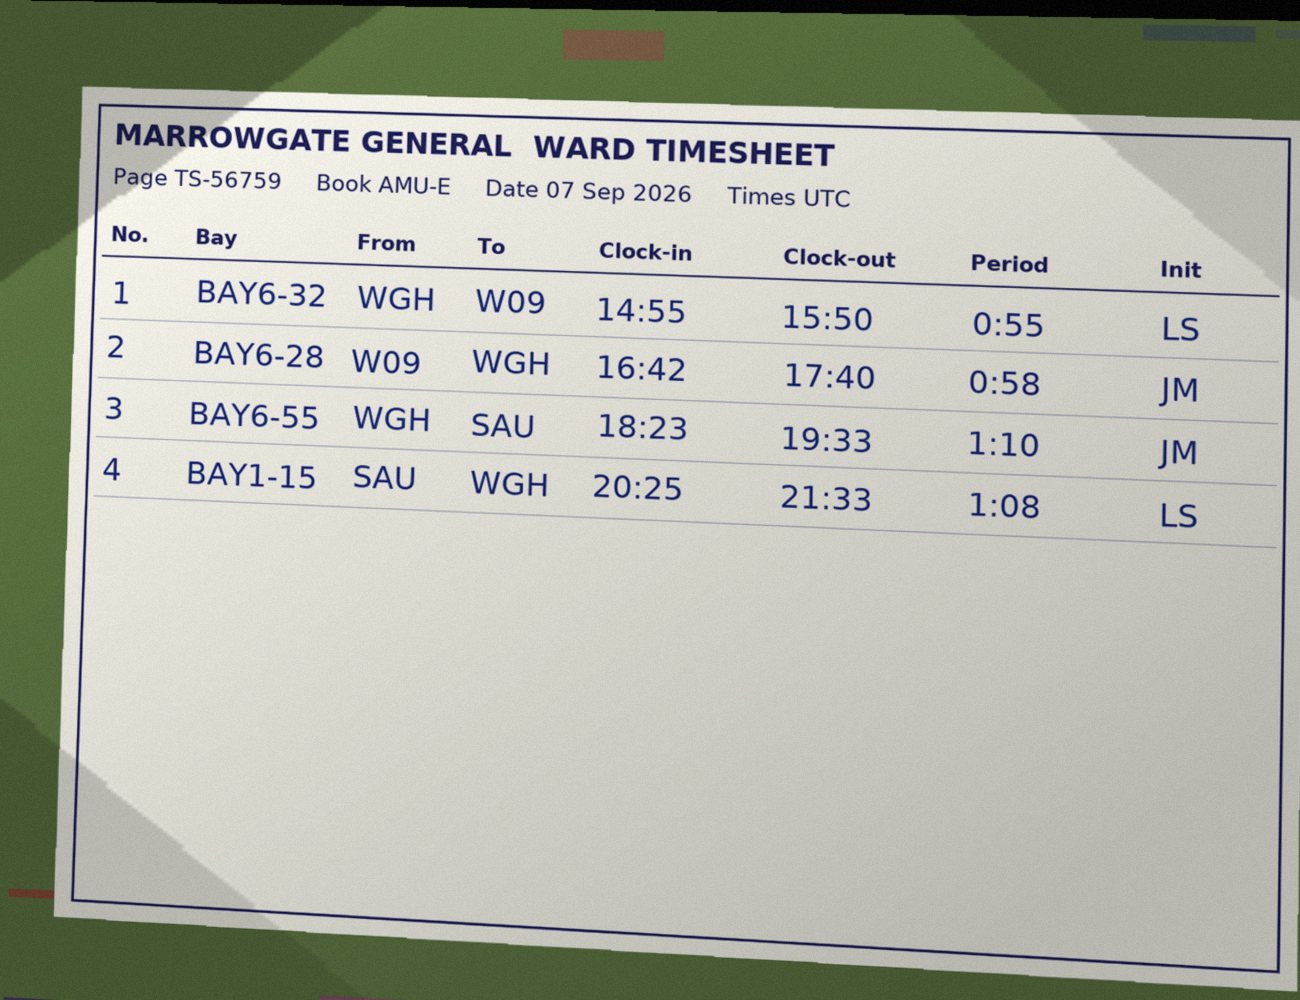 MARROWGATE GENERAL WARD TIMESHEET
Page TS-56759 Book AMU-E Date 07 Sep 2026 Times UTC
No. Bay From To Clock-in Clock-out Period Init
1 BAY6-32 WGH W09 14:55 15:50 0:55 LS
2 BAY6-28 W09 WGH 16:42 17:40 0:58 JM
3 BAY6-55 WGH SAU 18:23 19:33 1:10 JM
4 BAY1-15 SAU WGH 20:25 21:33 1:08 LS